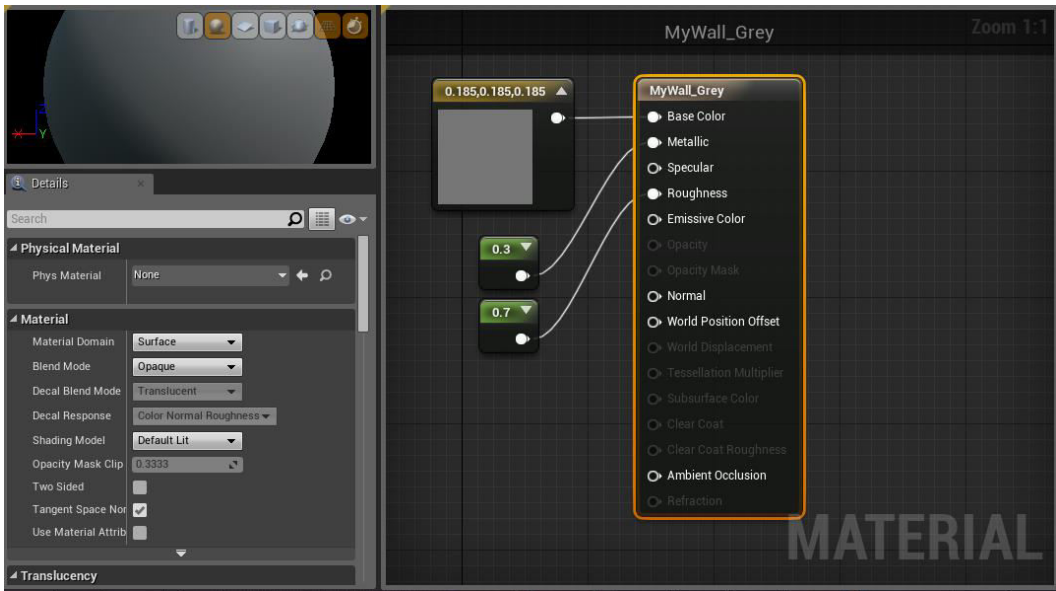 X
Y
Details
Search
Physical Material
Phys Material None
Material
Material Domain Surface
Blend Mode Opaque
Decal Blend Mode Translucent
Decal Response Color Normal Roughness
Shading Model Default Lit
Opacity Mask Clip 0.3333
Two Sided
Tangent Space Nor
Use Material Attrib
Translucency
MyWall_Grey
Zoom 1:1
0.185,0.185,0.185
0.3
0.7
MyWall_Grey
Base Color
Metallic
Specular
Roughness
Emissive Color
Opacity
Opacity Mask
Normal
World Position Offset
World Displacement
Tessellation Multiplier
Subsurface Color
Clear Coat
Clear Coat Roughness
Ambient Occlusion
Refraction
MATERIAL